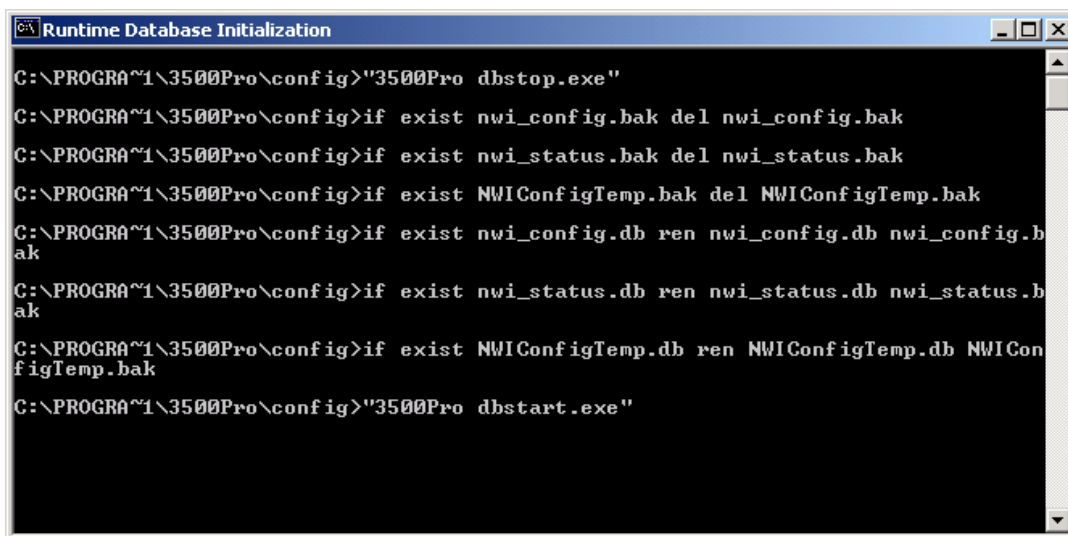 Runtime Database Initialization
C:\PROGRA~1\3500Pro\config>"3500Pro dbstop.exe"
C:\PROGRA~1\3500Pro\config>if exist nwi_config.bak del nwi_config.bak
C:\PROGRA~1\3500Pro\config>if exist nwi_status.bak del nwi_status.bak
C:\PROGRA~1\3500Pro\config>if exist NWIConfigTemp.bak del NWIConfigTemp.bak
C:\PROGRA~1\3500Pro\config>if exist nwi_config.db ren nwi_config.db nwi_config.b
ak
C:\PROGRA~1\3500Pro\config>if exist nwi_status.db ren nwi_status.db nwi_status.b
ak
C:\PROGRA~1\3500Pro\config>if exist NWIConfigTemp.db ren NWIConfigTemp.db NWICon
figTemp.bak
C:\PROGRA~1\3500Pro\config>"3500Pro dbstart.exe"